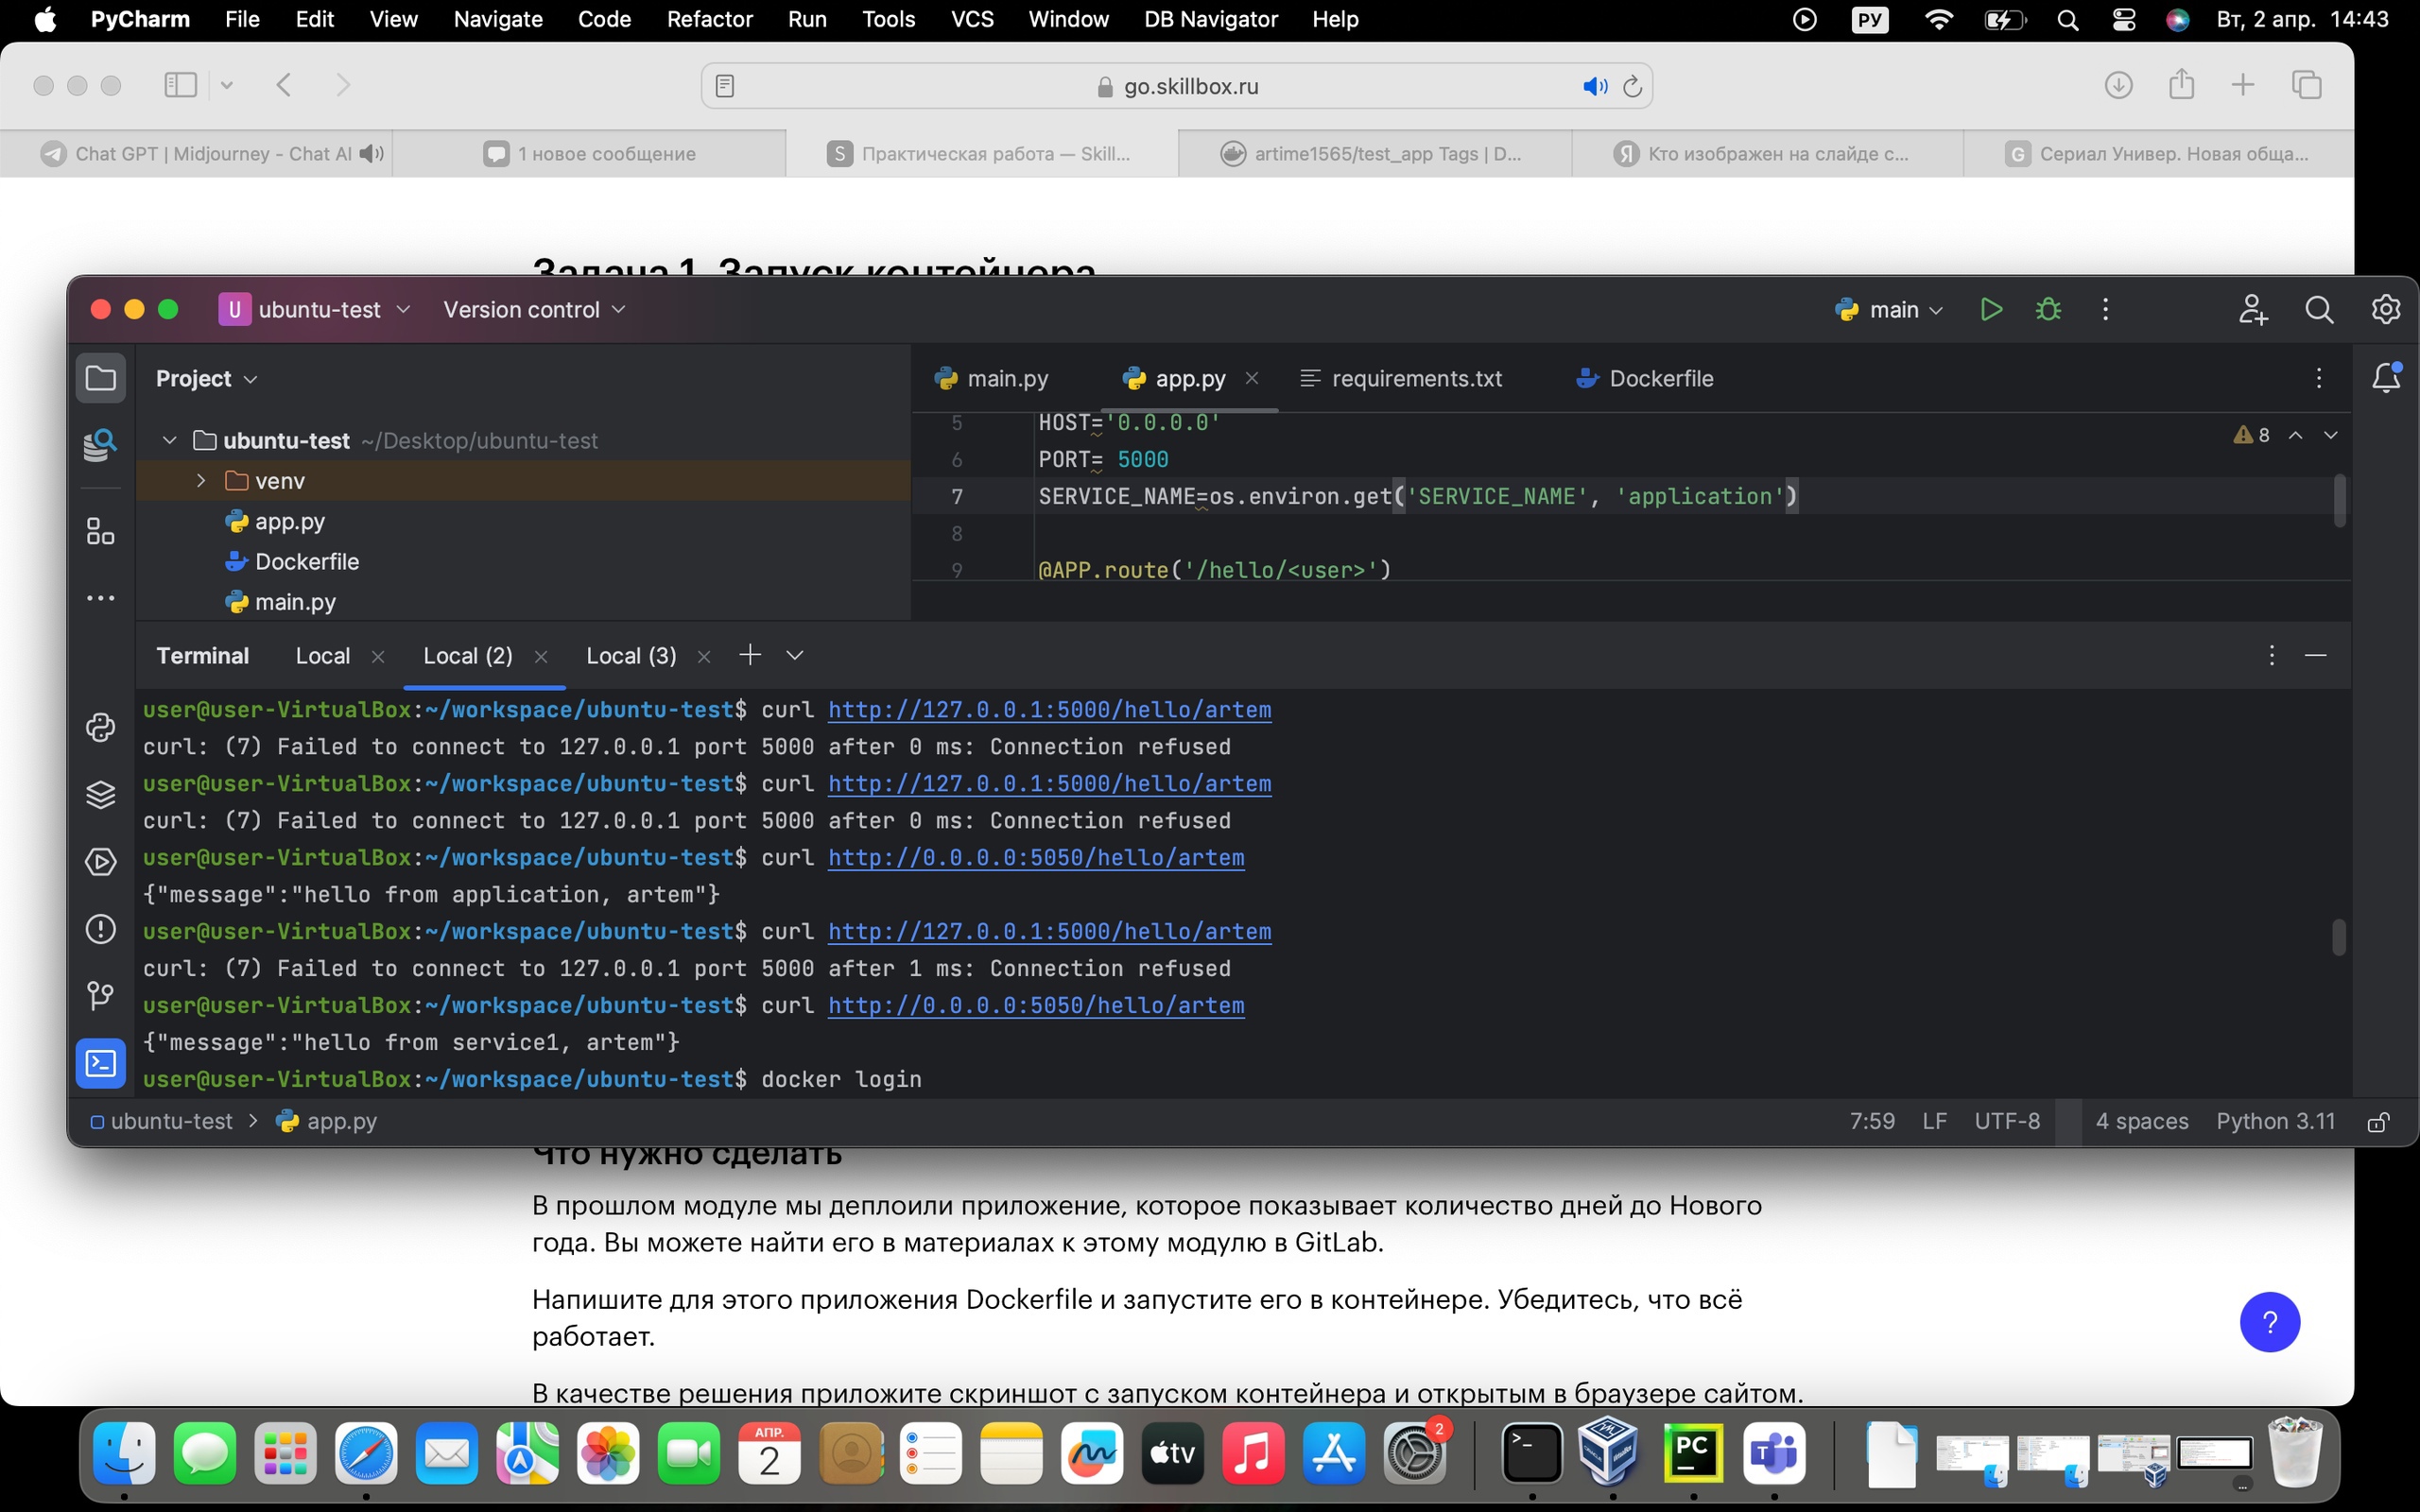 PyCharm File Edit View Navigate Code Refactor Run Tools VCS Window DB Navigator Help РУ Вт, 2 апр. 14:43
go.skillbox.ru
Chat GPT | Midjourney - Chat AI 1 новое сообщение S Практическая работа — Skill... artime1565/test_app Tags | D... Я Кто изображен на слайде с... G Сериал Универ. Новая обща...
Задача 1. Запуск контейнера
U ubuntu-test Version control main
Project main.py app.py requirements.txt Dockerfile
ubuntu-test ~/Desktop/ubuntu-test
venv
app.py
Dockerfile
main.py
5 HOST='0.0.0.0'
6 PORT= 5000
7 SERVICE_NAME=os.environ.get('SERVICE_NAME', 'application')
8
9 @APP.route('/hello/<user>')
8
Terminal Local Local (2) Local (3)
user@user-VirtualBox:~/workspace/ubuntu-test$ curl http://127.0.0.1:5000/hello/artem
curl: (7) Failed to connect to 127.0.0.1 port 5000 after 0 ms: Connection refused
user@user-VirtualBox:~/workspace/ubuntu-test$ curl http://127.0.0.1:5000/hello/artem
curl: (7) Failed to connect to 127.0.0.1 port 5000 after 0 ms: Connection refused
user@user-VirtualBox:~/workspace/ubuntu-test$ curl http://0.0.0.0:5050/hello/artem
{"message":"hello from application, artem"}
user@user-VirtualBox:~/workspace/ubuntu-test$ curl http://127.0.0.1:5000/hello/artem
curl: (7) Failed to connect to 127.0.0.1 port 5000 after 1 ms: Connection refused
user@user-VirtualBox:~/workspace/ubuntu-test$ curl http://0.0.0.0:5050/hello/artem
{"message":"hello from service1, artem"}
user@user-VirtualBox:~/workspace/ubuntu-test$ docker login
ubuntu-test > app.py 7:59 LF UTF-8 4 spaces Python 3.11
Что нужно сделать
В прошлом модуле мы деплоили приложение, которое показывает количество дней до Нового
года. Вы можете найти его в материалах к этому модулю в GitLab.
Напишите для этого приложения Dockerfile и запустите его в контейнере. Убедитесь, что всё
работает.
?
В качестве решения приложите скриншот с запуском контейнера и открытым в браузере сайтом.
АПР.
2
tv
2
PC
T